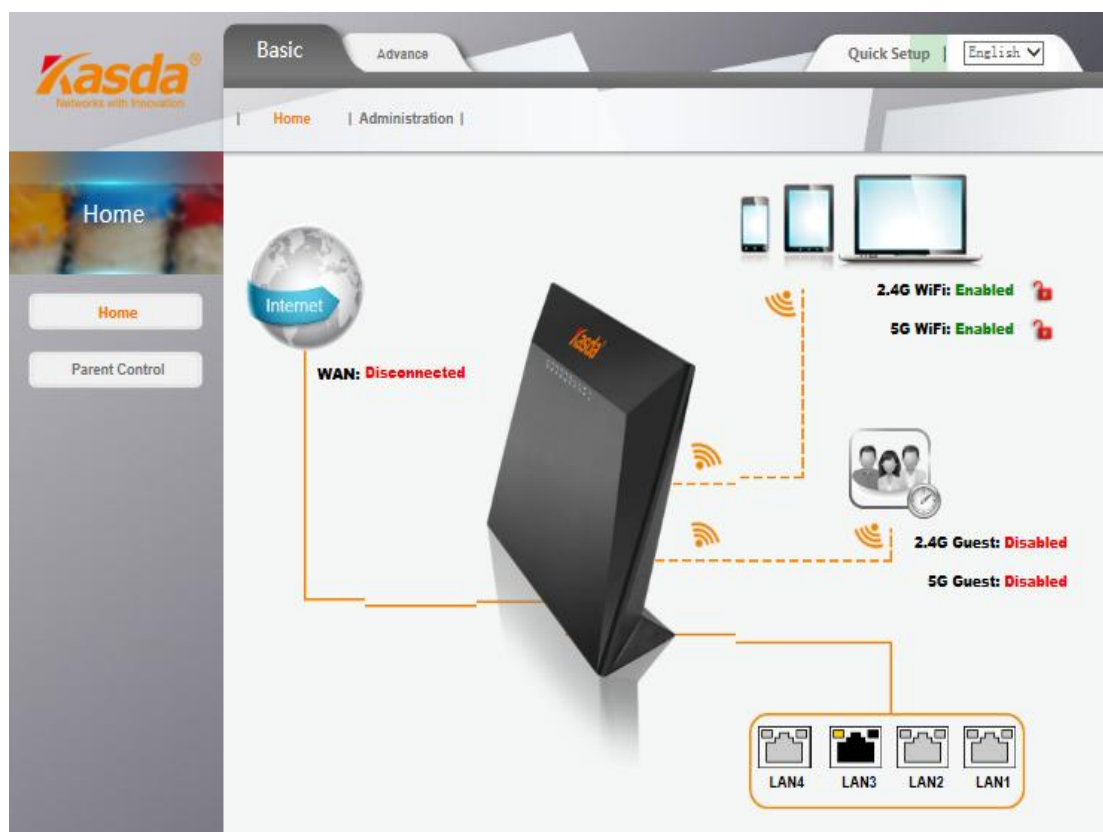 Kasda®
Networks with Innovation
Basic
Advance
Quick Setup |
English
| Home | Administration |
Home
Home
Parent Control
Internet
WAN: Disconnected
Kasda
2.4G WiFi: Enabled
5G WiFi: Enabled
2.4G Guest: Disabled
5G Guest: Disabled
LAN4 LAN3 LAN2 LAN1